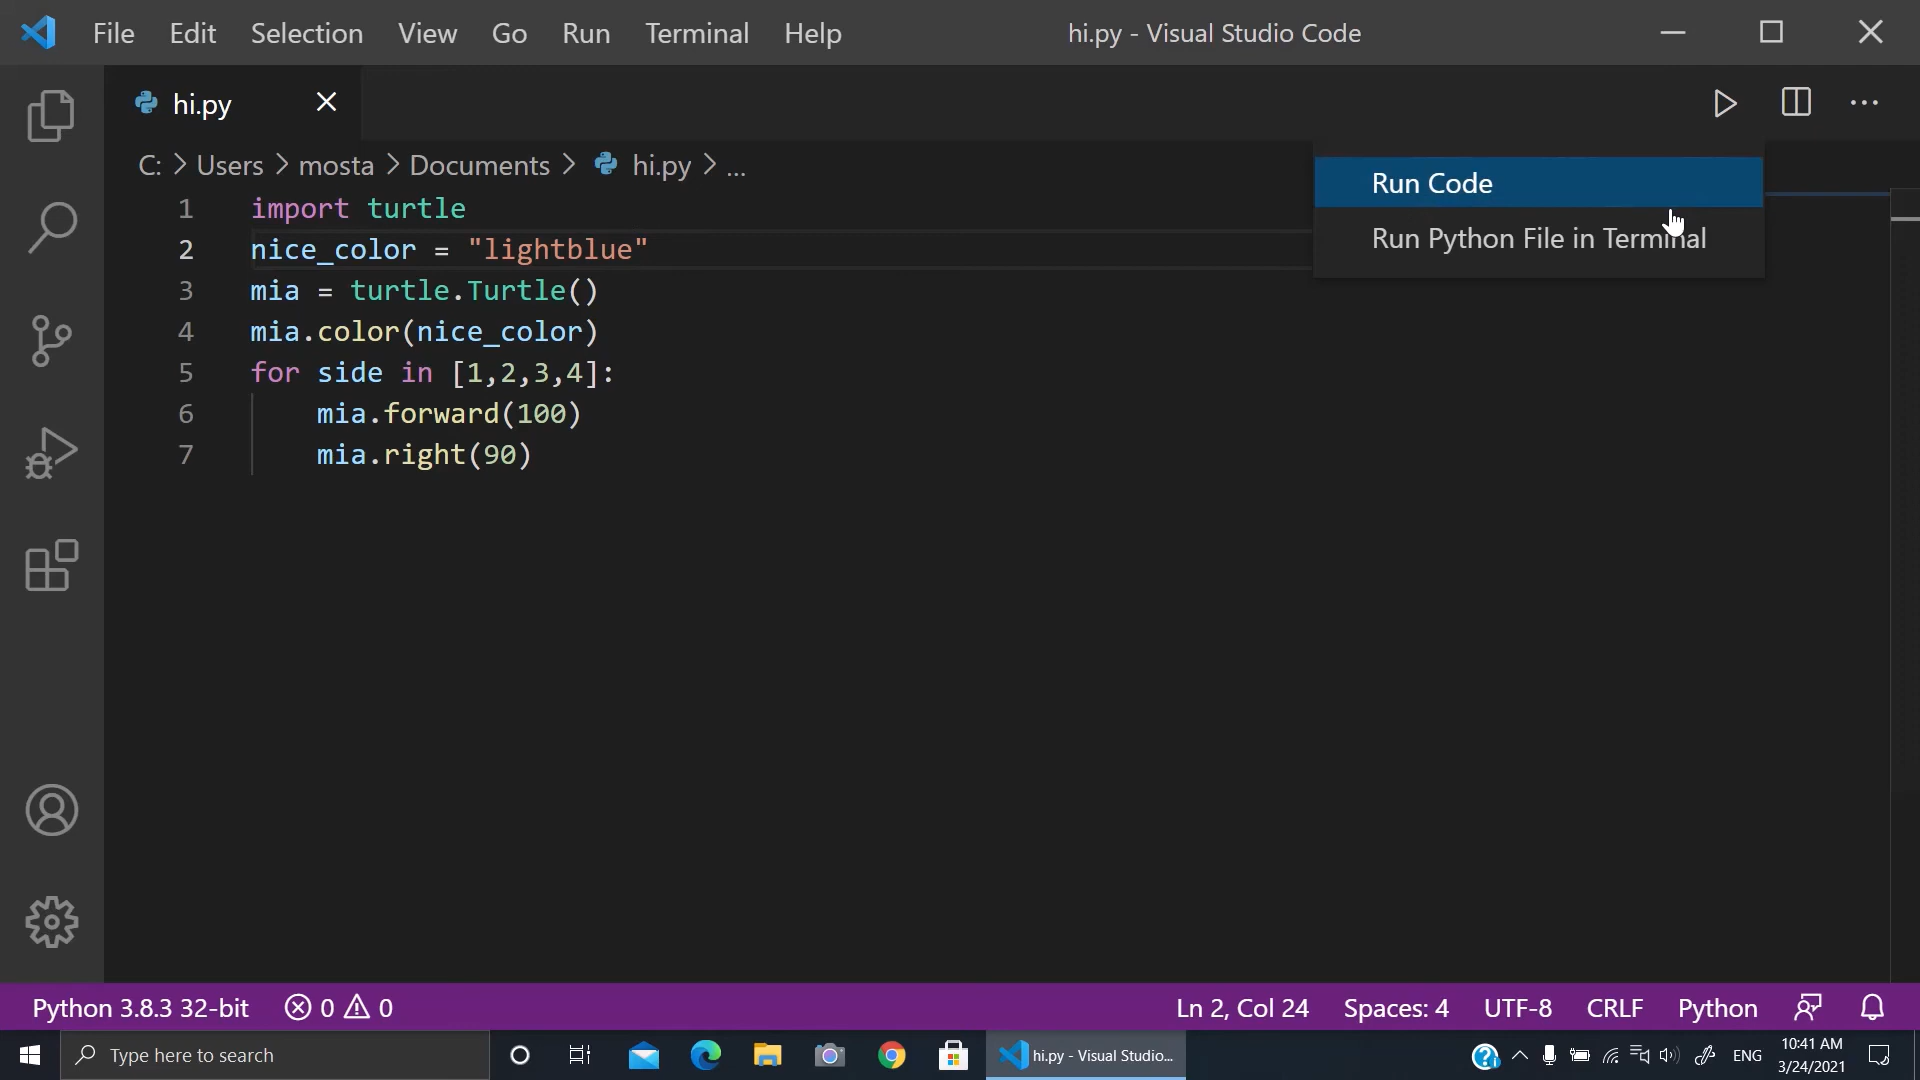 File Edit Selection View Go Run Terminal Help hi.py - Visual Studio Code
hi.py
C: > Users > mosta > Documents > hi.py > ...
Run Code
Run Python File in Terminal
1 import turtle
2 nice_color = "lightblue"
3 mia = turtle.Turtle()
4 mia.color(nice_color)
5 for side in [1,2,3,4]:
6     mia.forward(100)
7     mia.right(90)
Python 3.8.3 32-bit 0 0 Ln 2, Col 24 Spaces: 4 UTF-8 CRLF Python
Type here to search hi.py - Visual Studio... ENG 10:41 AM
3/24/2021